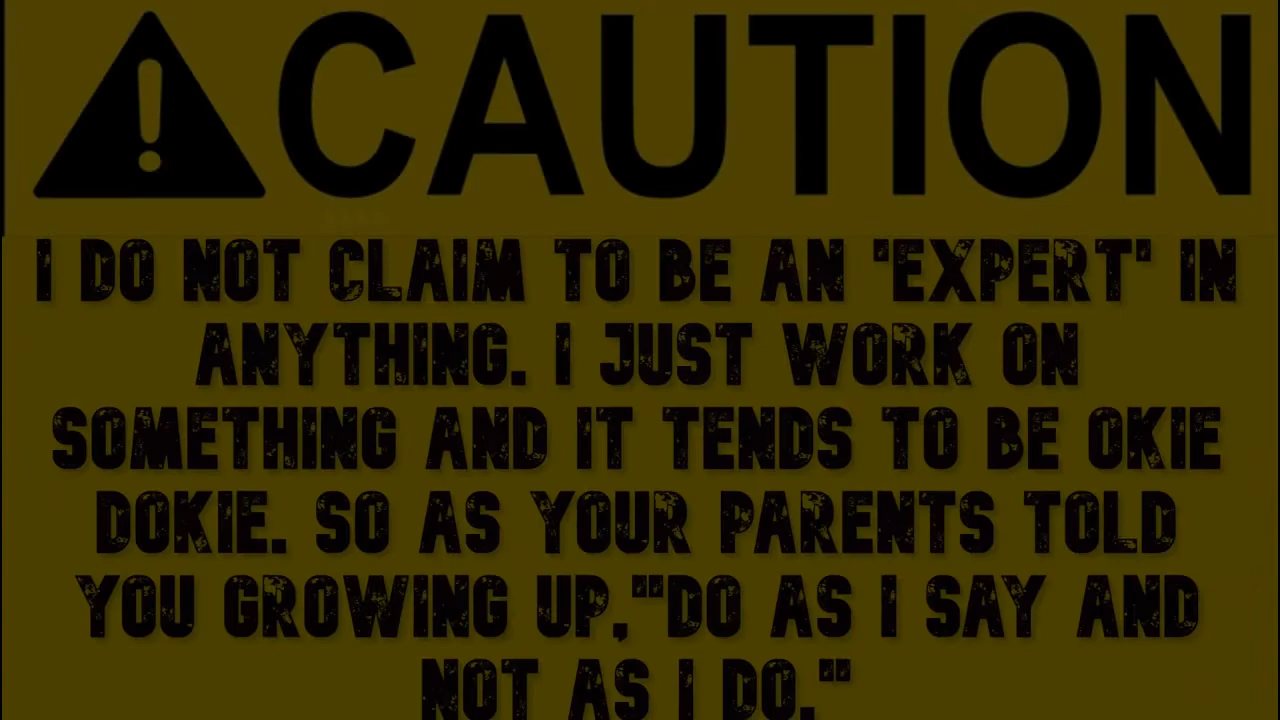 CAUTION
I DO NOT CLAIM TO BE AN 'EXPERT' IN
ANYTHING. I JUST WORK ON
SOMETHING AND IT TENDS TO BE OKIE
DOKIE. SO AS YOUR PARENTS TOLD
YOU GROWING UP,"DO AS I SAY AND
NOT AS I DO."